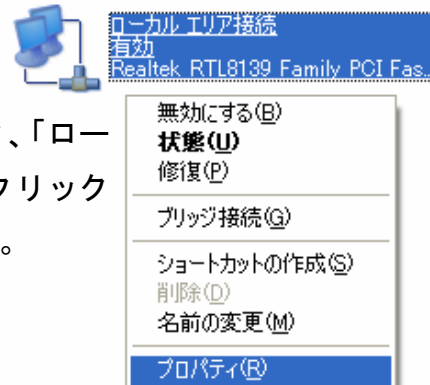 ローカル エリア接続
有効
Realtek RTL8139 Family PCI Fas...
無効にする(B)
状態(U)
修復(P)
ブリッジ接続(G)
ショートカットの作成(S)
削除(D)
名前の変更(M)
プロパティ(R)
、「ロー
クリック
。